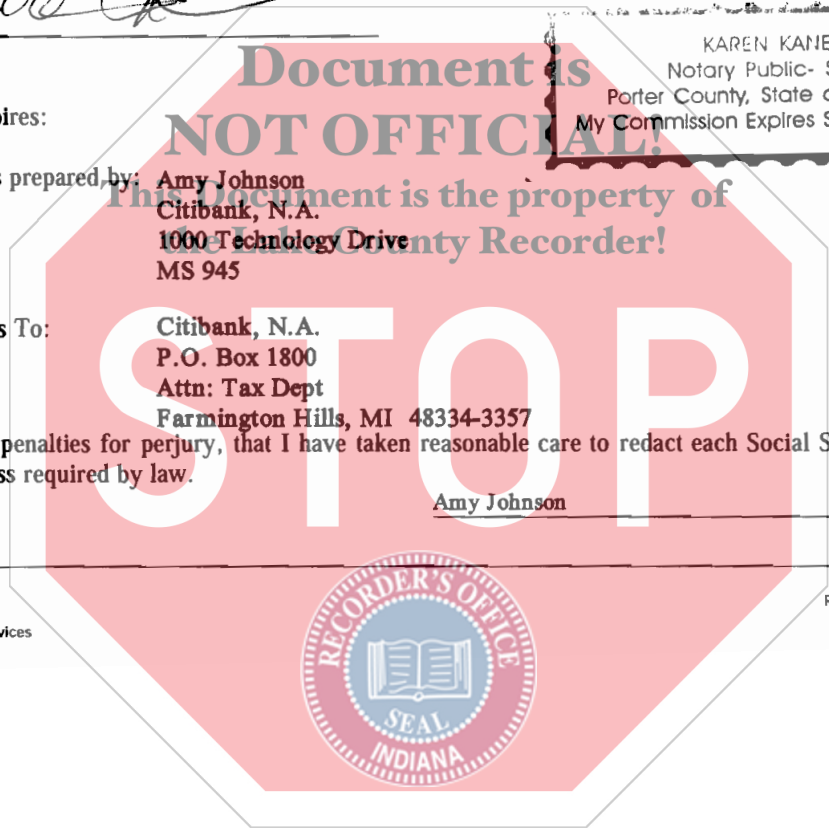 KAREN KANE
Notary Public- S
Porter County, State o
My Commission Expires S
Document is
NOT OFFICIAL!
This Document is the property of
the Lake County Recorder!
pires:
s prepared by: Amy Johnson
Citibank, N.A.
1000 Technology Drive
MS 945
s To: Citibank, N.A.
P.O. Box 1800
Attn: Tax Dept
Farmington Hills, MI 48334-3357
penalties for perjury, that I have taken reasonable care to redact each Social S
ss required by law.
Amy Johnson
STOP
vices
RECORDER'S OFFICE
SEAL
INDIANA